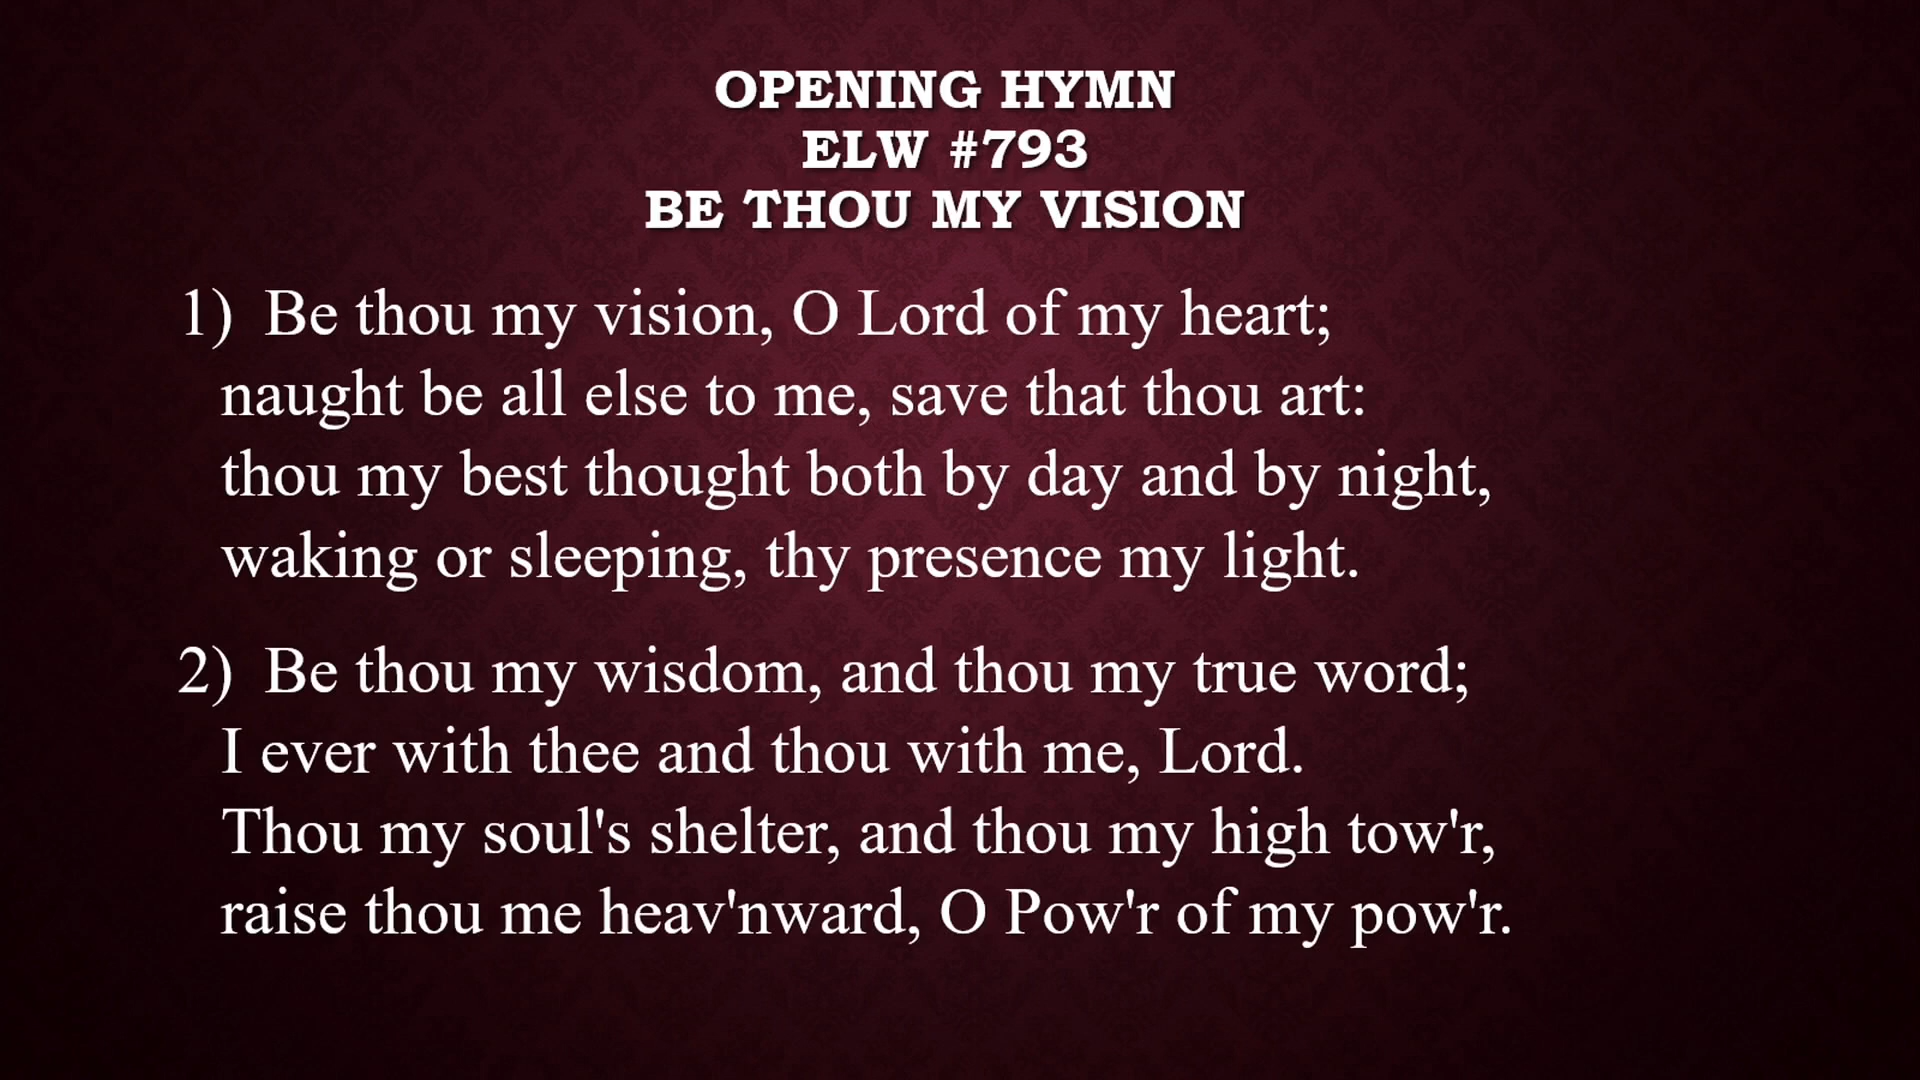 OPENING HYMN
ELW #793
BE THOU MY VISION
1) Be thou my vision, O Lord of my heart;
naught be all else to me, save that thou art:
thou my best thought both by day and by night,
waking or sleeping, thy presence my light.
2) Be thou my wisdom, and thou my true word;
I ever with thee and thou with me, Lord.
Thou my soul's shelter, and thou my high tow'r,
raise thou me heav'nward, O Pow'r of my pow'r.